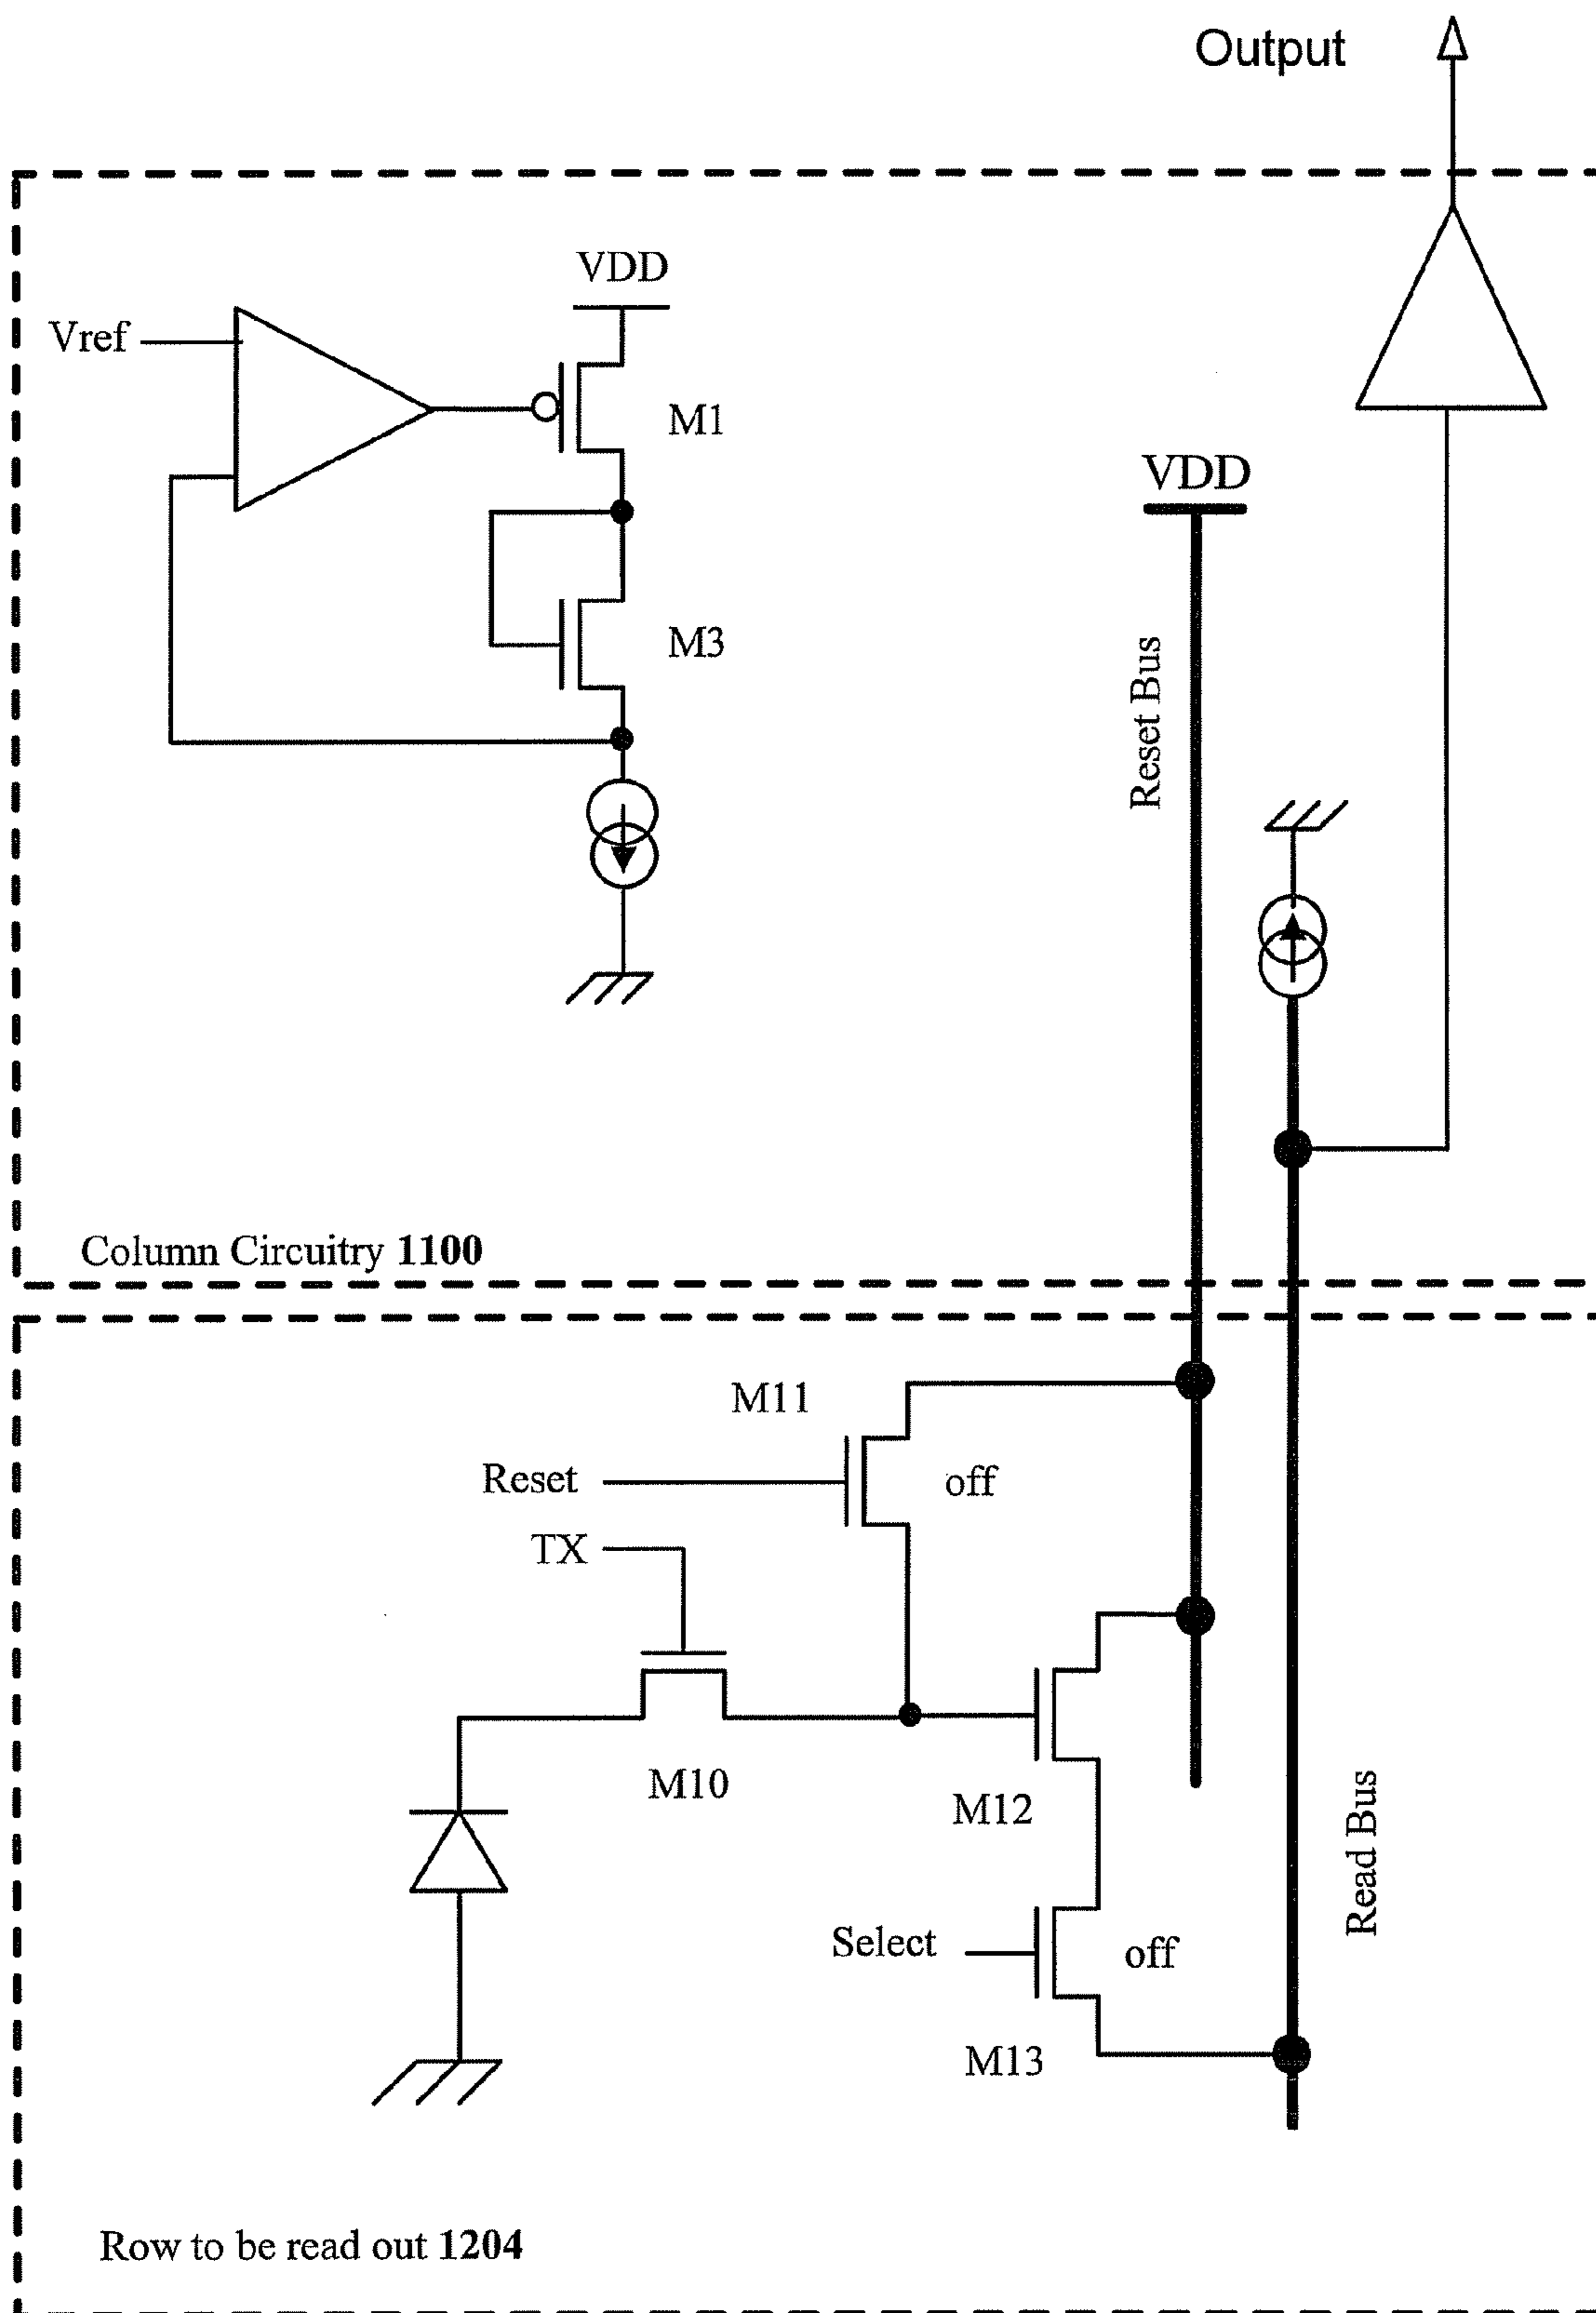 Output
VDD
Vref
M1
VDD
M3
Reset Bus
Column Circuitry 1100
M11
Reset
off
TX
M10
M12
Read Bus
Select
off
M13
Row to be read out 1204